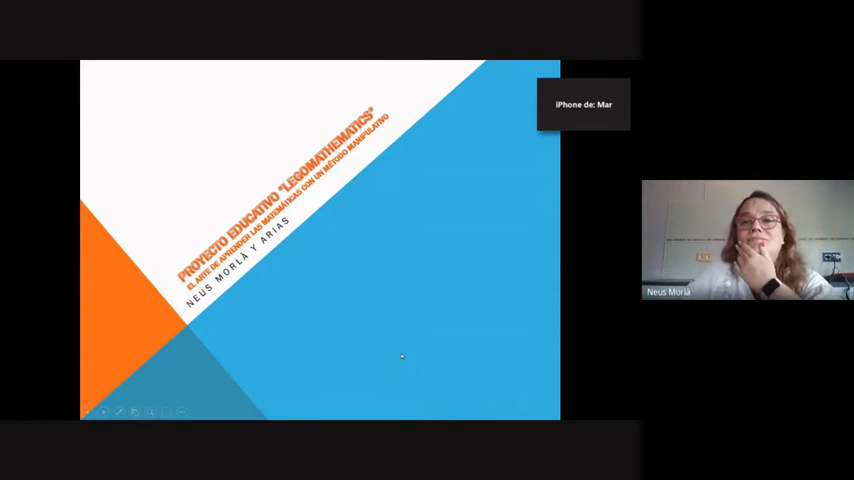 PROYECTO EDUCATIVO "LEGOMATHEMATICS"
EL ARTE DE APRENDER LAS MATEMÁTICAS CON UN MÉTODO MANIPULATIVO
NEUS MORLÀ Y ARIAS
iPhone de: Mar
Neus Morlà